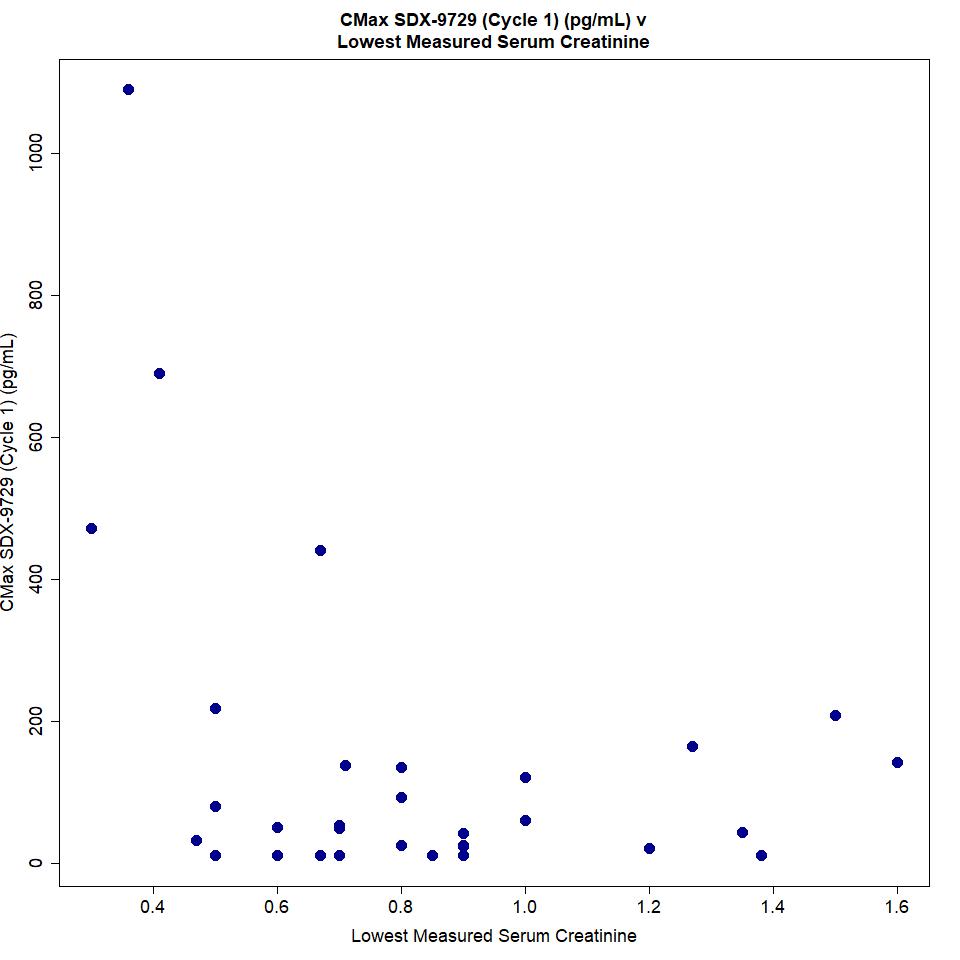 CMax SDX-9729 (Cycle 1) (pg/mL) v
Lowest Measured Serum Creatinine
CMax SDX-9729 (Cycle 1) (pg/mL)
1000
800
600
400
200
0
0.4 0.6 0.8 1.0 1.2 1.4 1.6
Lowest Measured Serum Creatinine